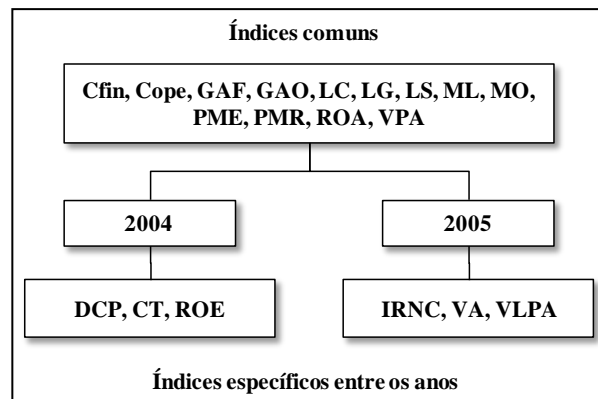 Índices comuns
Cfin, Cope, GAF, GAO, LC, LG, LS, ML, MO,
PME, PMR, ROA, VPA
2004
2005
DCP, CT, ROE
IRNC, VA, VLPA
Índices específicos entre os anos